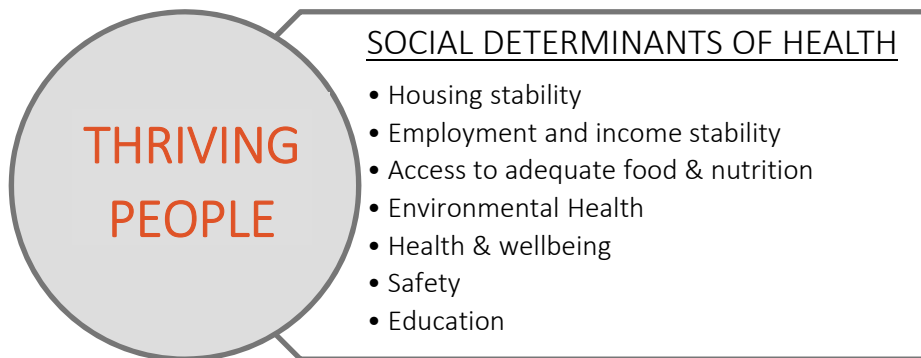 THRIVING
PEOPLE
SOCIAL DETERMINANTS OF HEALTH
• Housing stability
• Employment and income stability
• Access to adequate food & nutrition
• Environmental Health
• Health & wellbeing
• Safety
• Education